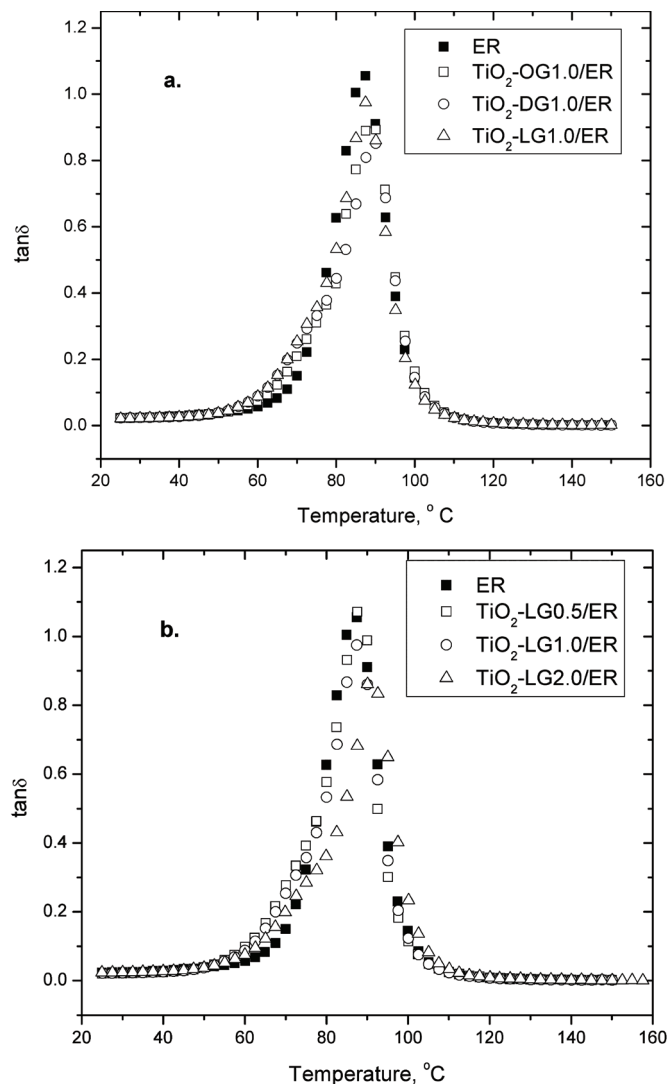 1.2
1.0
0.8
0.6
0.4
0.2
0.0
tanδ
a.
ER
TiO₂-OG1.0/ER
TiO₂-DG1.0/ER
TiO₂-LG1.0/ER
20 40 60 80 100 120 140 160
Temperature, ° C
1.2
1.0
0.8
0.6
0.4
0.2
0.0
tanδ
b.
ER
TiO₂-LG0.5/ER
TiO₂-LG1.0/ER
TiO₂-LG2.0/ER
20 40 60 80 100 120 140 160
Temperature, °C